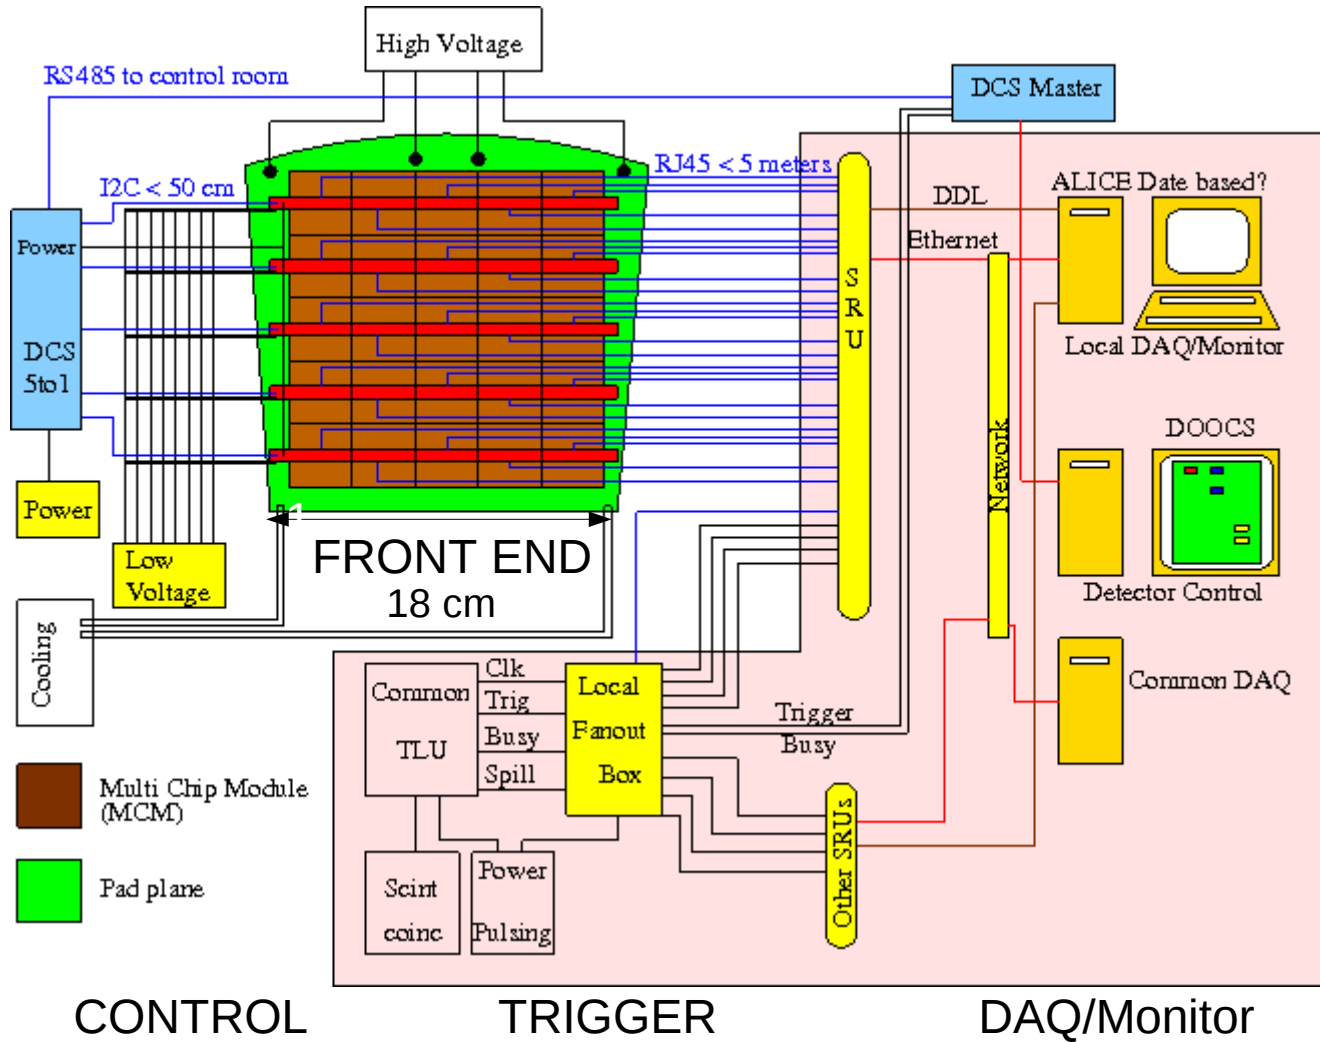 High Voltage
RS485 to control room
DCS Master
RJ45 < 5 meters
I2C < 50 cm
ALICE Date based?
DDL
Ethernet
Power
SRU
DCS
5to1
Local DAQ/Monitor
DOOCS
Network
Power
FRONT END
18 cm
Low
Voltage
Detector Control
Cooling
Common
TLU
Clk
Trig
Busy
Spill
Local
Fanout
Box
Trigger
Busy
Common DAQ
Multi Chip Module
(MCM)
Pad plane
Scint
coinc
Power
Pulsing
Other SRUs
CONTROL
TRIGGER
DAQ/Monitor